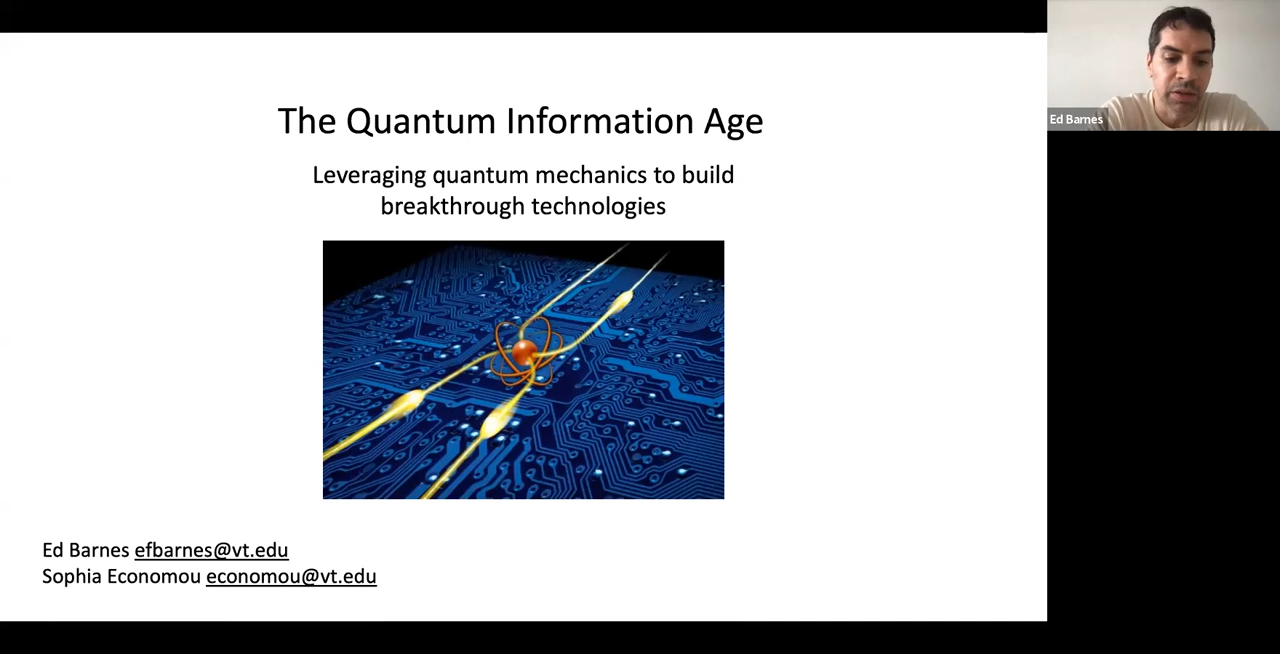 The Quantum Information Age
Leveraging quantum mechanics to build
breakthrough technologies
Ed Barnes efbarnes@vt.edu
Sophia Economou economou@vt.edu
Ed Barnes